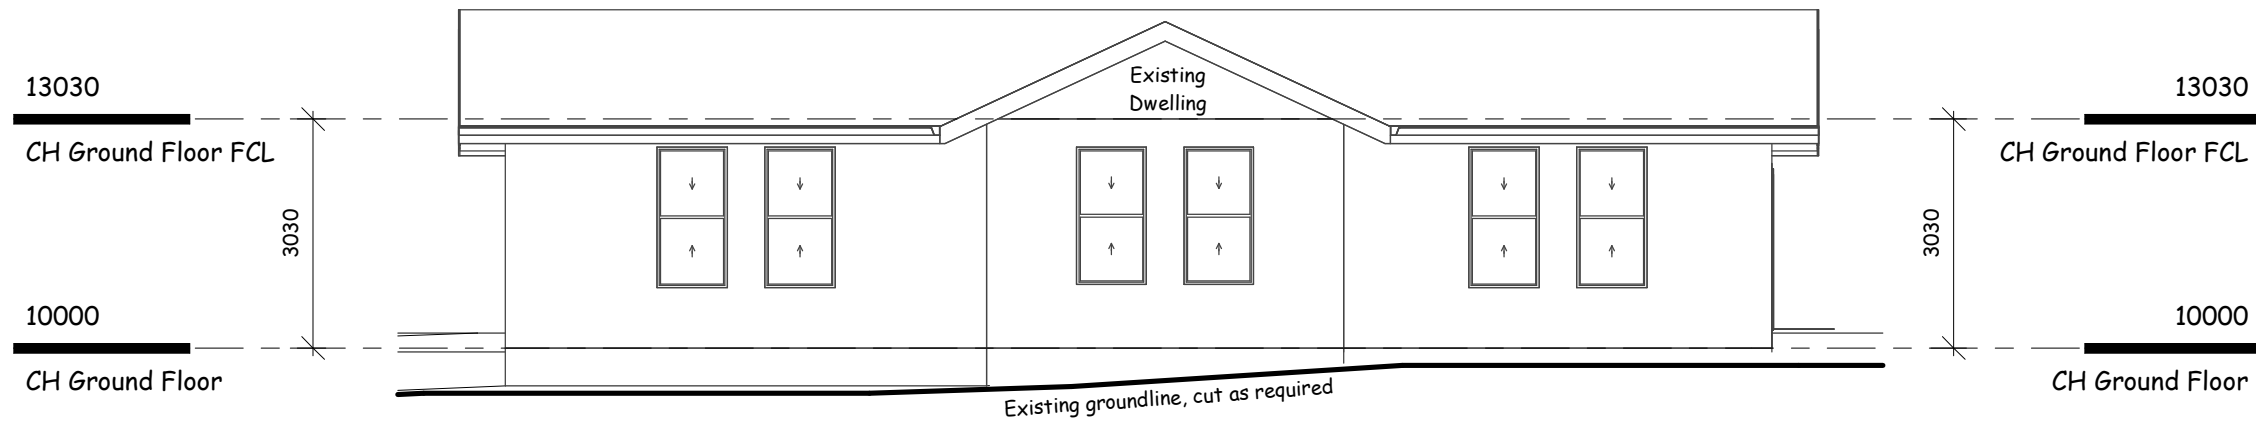 Existing
Dwelling
13030
13030
CH Ground Floor FCL
CH Ground Floor FCL
3030
3030
10000
10000
CH Ground Floor
CH Ground Floor
Existing groundline, cut as required